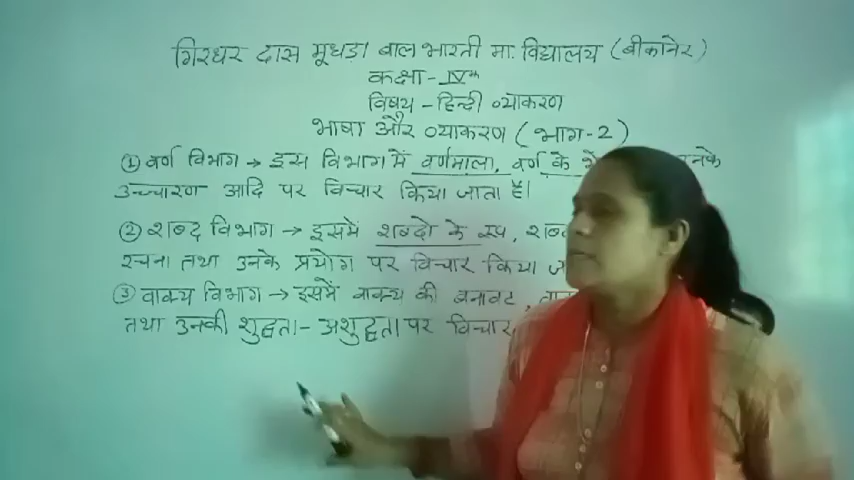 गिरधर दास मूंधड़ा बाल भारती मा. विद्यालय (बीकानेर)
कक्षा - IVth
विषय - हिन्दी व्याकरण
भाषा और व्याकरण (भाग-2)
① वर्ण विभाग → इस विभाग में वर्णमाला, वर्ण के
उच्चारण आदि पर विचार किया जाता है।
② शब्द विभाग → इसमें शब्दो के रूप,
रचना तथा उनके प्रयोग पर विचार किया
③ वाक्य विभाग → इसमें वाक्य की बनावट,
तथा उनकी शुद्धता - अशुद्धता पर विचार